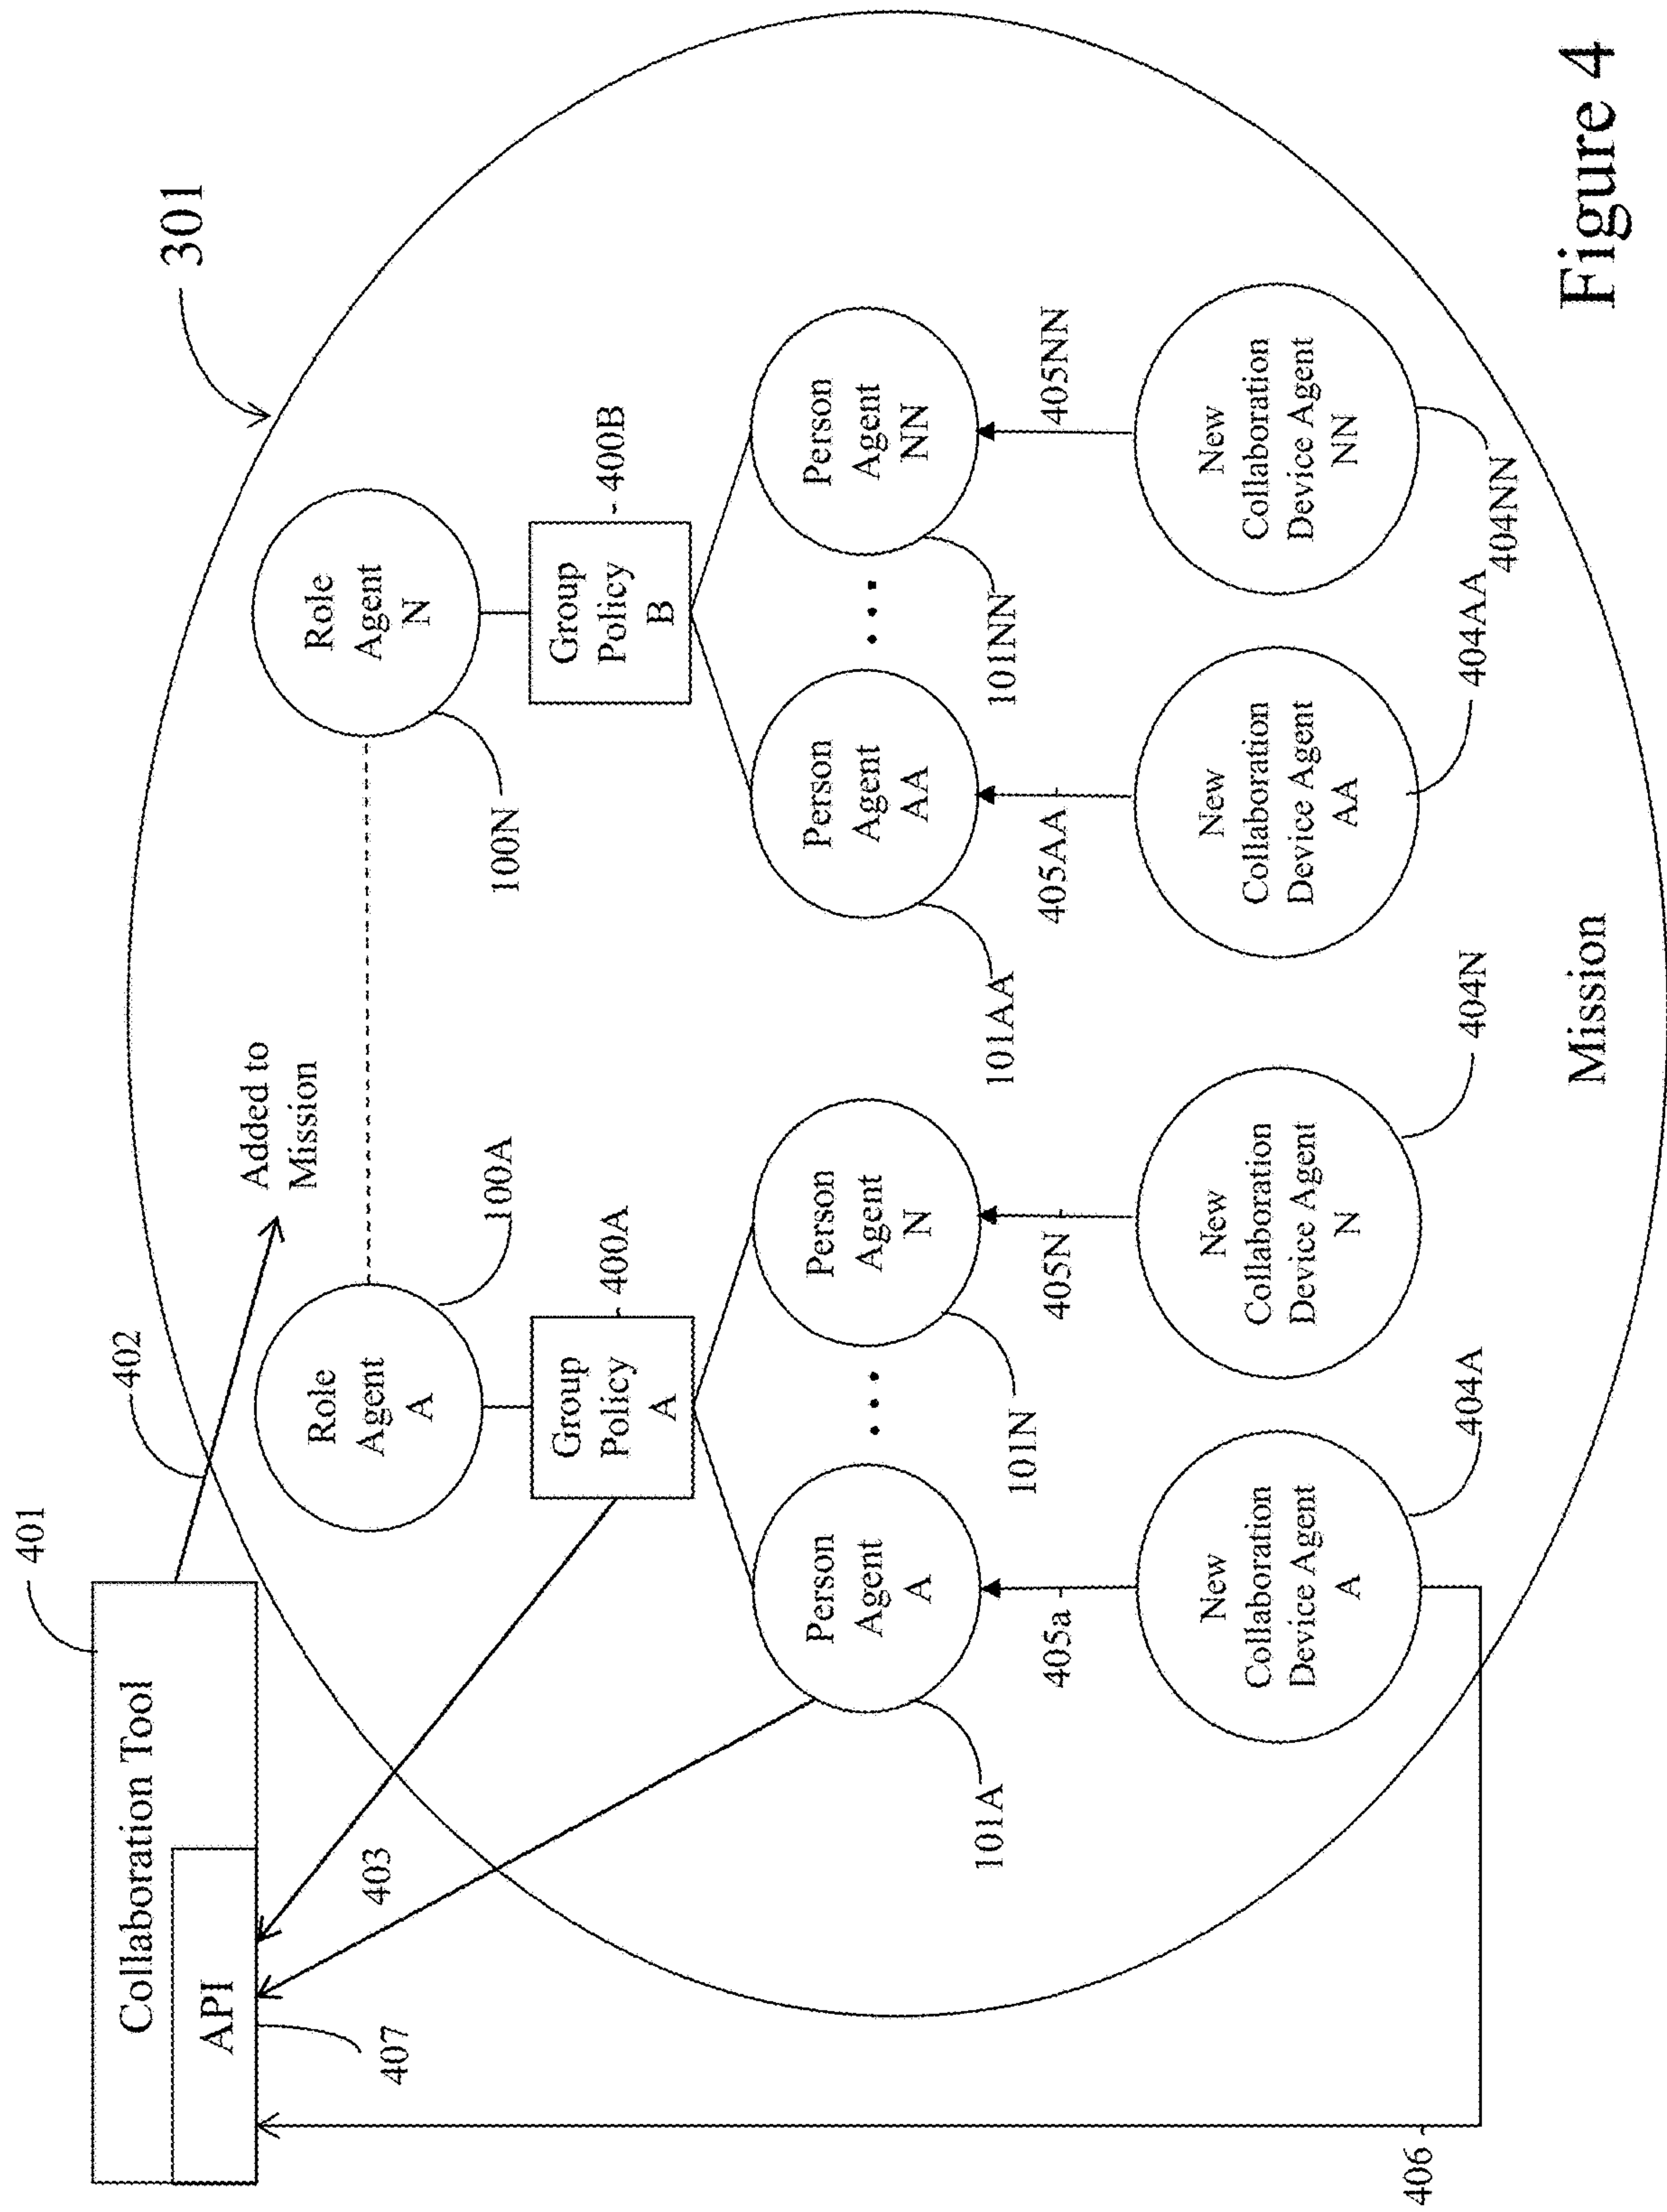 401
Collaboration Tool
API
407
402
403
406
Added to
Mission
301
Role
Agent
A
100A
Role
Agent
N
100N
Group
Policy
A
400A
Group
Policy
B
400B
Person
Agent
A
101A
Person
Agent
N
101N
Person
Agent
AA
101AA
Person
Agent
NN
101NN
405a
405N
405AA
405NN
New
Collaboration
Device Agent
A
404A
New
Collaboration
Device Agent
N
404N
New
Collaboration
Device Agent
AA
404AA
New
Collaboration
Device Agent
NN
404NN
Mission
Figure 4